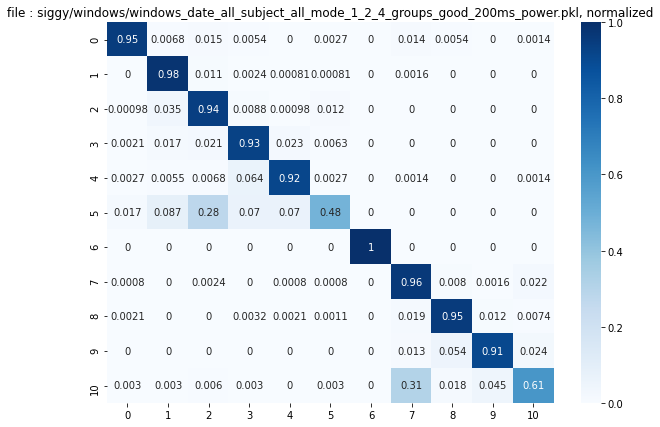 file : siggy/windows/windows_date_all_subject_all_mode_1_2_4_groups_good_200ms_power.pkl, normalized
0 0.95 0.0068 0.015 0.0054 0 0.0027 0 0.014 0.0054 0 0.0014
1 0 0.98 0.011 0.0024 0.00081 0.00081 0 0.0016 0 0 0
2 0.00098 0.035 0.94 0.0088 0.00098 0.012 0 0 0 0 0
3 0.0021 0.017 0.021 0.93 0.023 0.0063 0 0 0 0 0
4 0.0027 0.0055 0.0068 0.064 0.92 0.0027 0 0.0014 0 0 0.0014
5 0.017 0.087 0.28 0.07 0.07 0.48 0 0 0 0 0
6 0 0 0 0 0 0 1 0 0 0 0
7 0.0008 0 0.0024 0 0.0008 0.0008 0 0.96 0.008 0.0016 0.022
8 0.0021 0 0 0.0032 0.0021 0.0011 0 0.019 0.95 0.012 0.0074
9 0 0 0 0 0 0 0 0.013 0.054 0.91 0.024
10 0.003 0.003 0.006 0.003 0 0.003 0 0.31 0.018 0.045 0.61
0 1 2 3 4 5 6 7 8 9 10
1.0
0.8
0.6
0.4
0.2
0.0